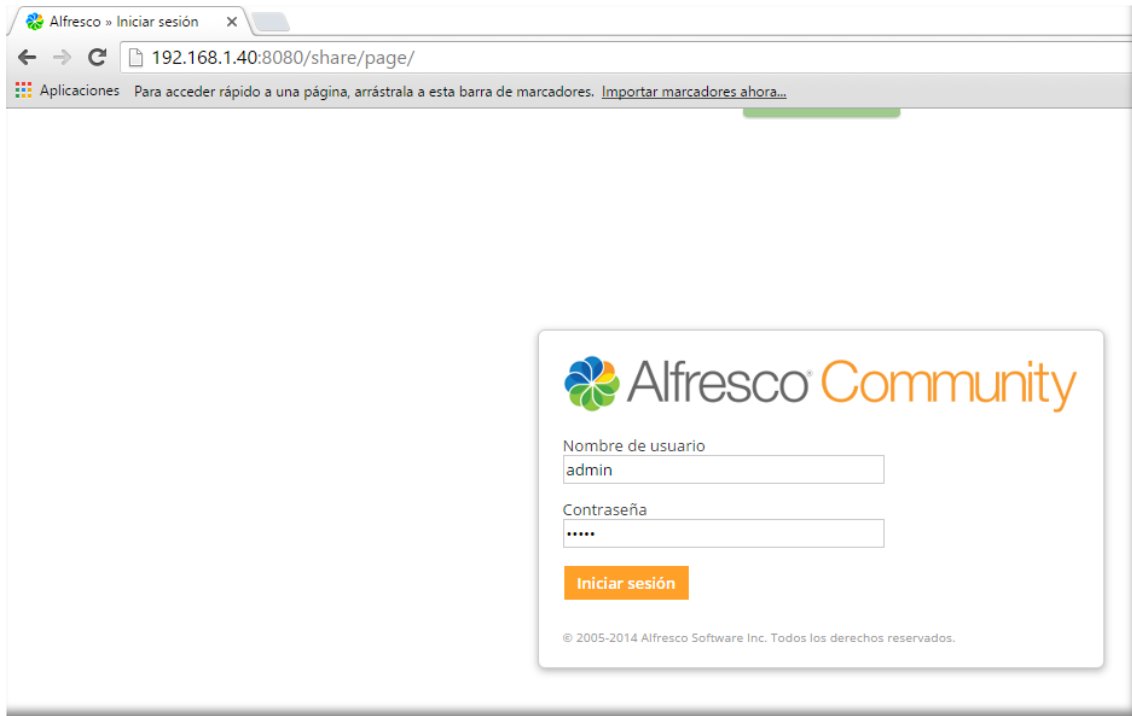 Alfresco » Iniciar sesión
192.168.1.40:8080/share/page/
Aplicaciones Para acceder rápido a una página, arrástrala a esta barra de marcadores. Importar marcadores ahora...
Alfresco® Community
Nombre de usuario
admin
Contraseña
•••••
Iniciar sesión
© 2005-2014 Alfresco Software Inc. Todos los derechos reservados.